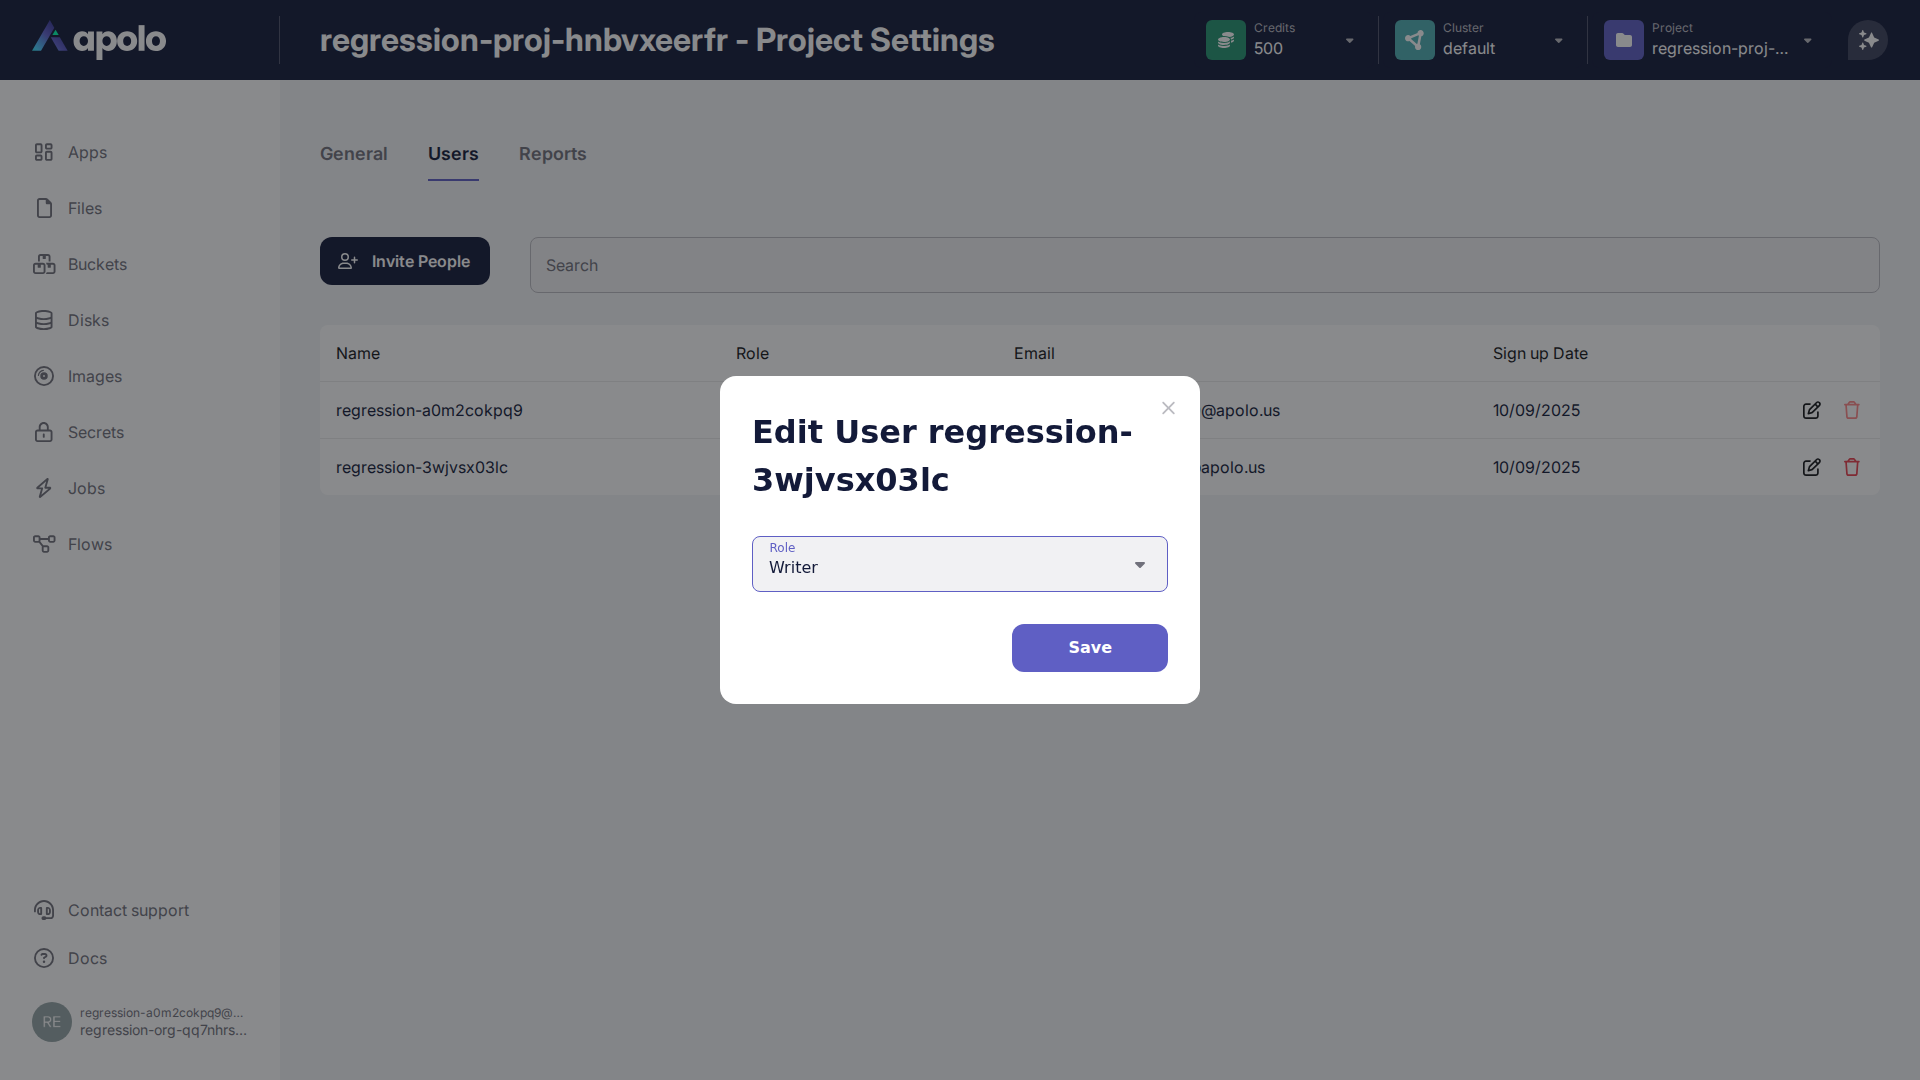 apolo
regression-proj-hnbvxeerfr - Project Settings
Credits
500
Cluster
default
Project
regression-proj-...
Apps
Files
Buckets
Disks
Images
Secrets
Jobs
Flows
General
Users
Reports
Invite People
Search
Name Role Email Sign up Date
regression-a0m2cokpq9 @apolo.us 10/09/2025
regression-3wjvsx03lc apolo.us 10/09/2025
Edit User regression-
3wjvsx03lc
Role
Writer
Save
Contact support
Docs
RE
regression-a0m2cokpq9@...
regression-org-qq7nhrs...